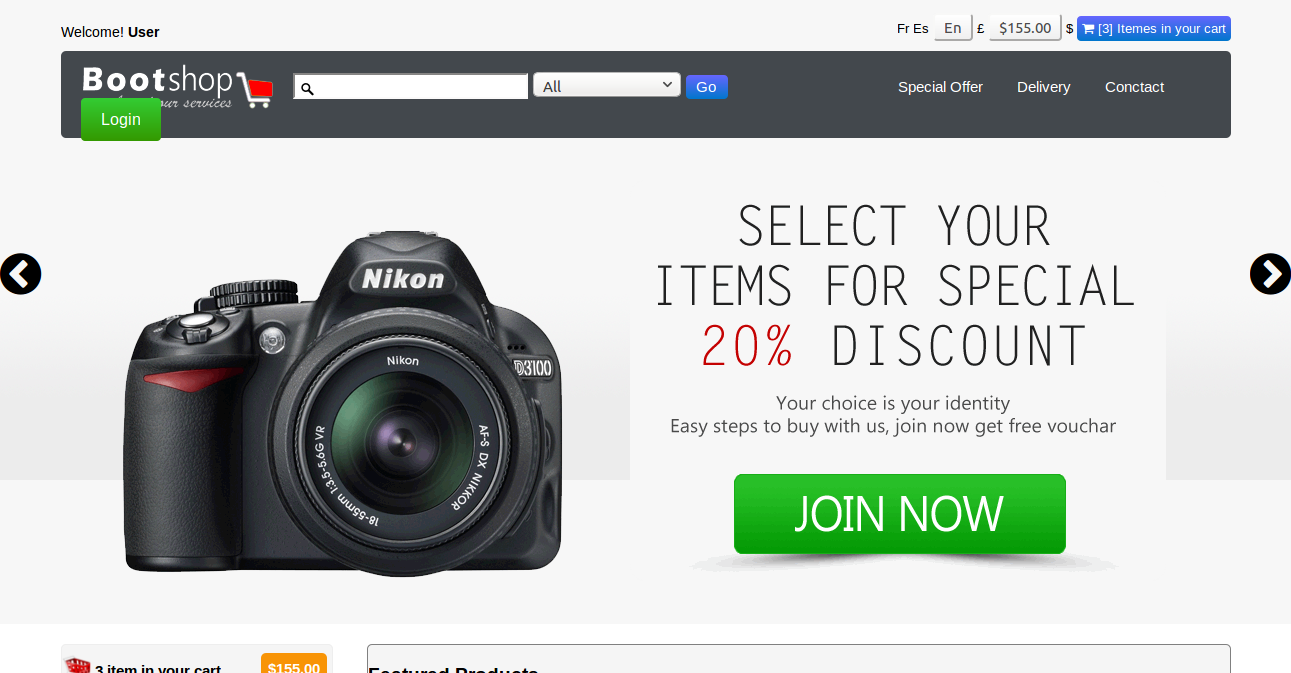 Welcome! User
Fr Es En £ $155.00 $ [3] Itemes in your cart
Bootshop
our services
All
Go
Special Offer
Delivery
Conctact
Login
SELECT YOUR
ITEMS FOR SPECIAL
20% DISCOUNT
Your choice is your identity
Easy steps to buy with us, join now get free vouchar
JOIN NOW
Nikon
D3100
Nikon
AF-S DX NIKKOR
18-55mm 1:3.5-5.6G VR
3 item in your cart
$155.00
Featured Products